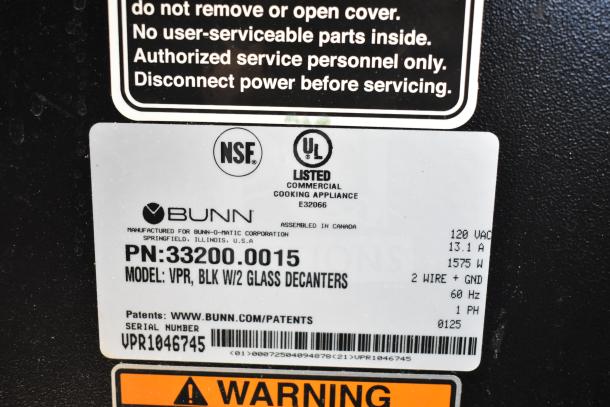 do not remove or open cover.
No user-serviceable parts inside.
Authorized service personnel only.
Disconnect power before servicing.
NSF®
UL
LISTED
COMMERCIAL
COOKING APPLIANCE
E32066
BUNN®
ASSEMBLED IN CANADA
MANUFACTURED FOR BUNN-O-MATIC CORPORATION
SPRINGFIELD, ILLINOIS, U.S.A
PN:33200.0015
MODEL: VPR, BLK W/2 GLASS DECANTERS
120 VAC
13.1 A
1575 W
2 WIRE + GND
60 Hz
1 PH
0125
Patents: WWW.BUNN.COM/PATENTS
SERIAL NUMBER
VPR1046745
(01)00072504094878(21)VPR1046745
WARNING